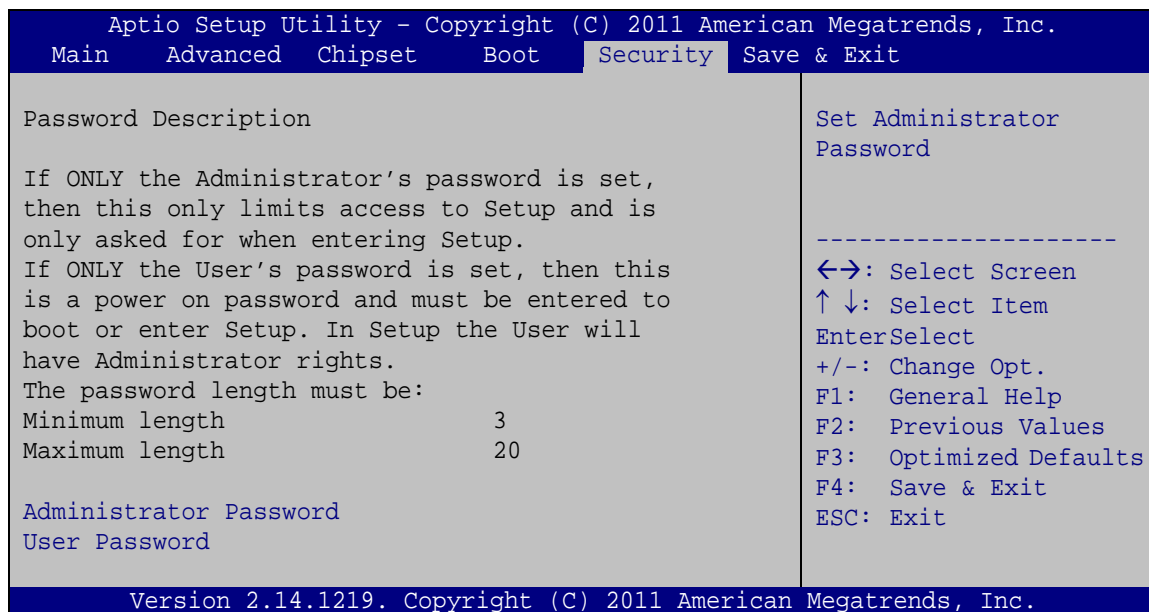 Aptio Setup Utility – Copyright (C) 2011 American Megatrends, Inc.
Main Advanced Chipset Boot Security Save & Exit
Password Description
If ONLY the Administrator's password is set,
then this only limits access to Setup and is
only asked for when entering Setup.
If ONLY the User's password is set, then this
is a power on password and must be entered to
boot or enter Setup. In Setup the User will
have Administrator rights.
The password length must be:
Minimum length 3
Maximum length 20
Administrator Password
User Password
Set Administrator
Password
---------------------
←→: Select Screen
↑ ↓: Select Item
EnterSelect
+/-: Change Opt.
F1: General Help
F2: Previous Values
F3: Optimized Defaults
F4: Save & Exit
ESC: Exit
Version 2.14.1219. Copyright (C) 2011 American Megatrends, Inc.